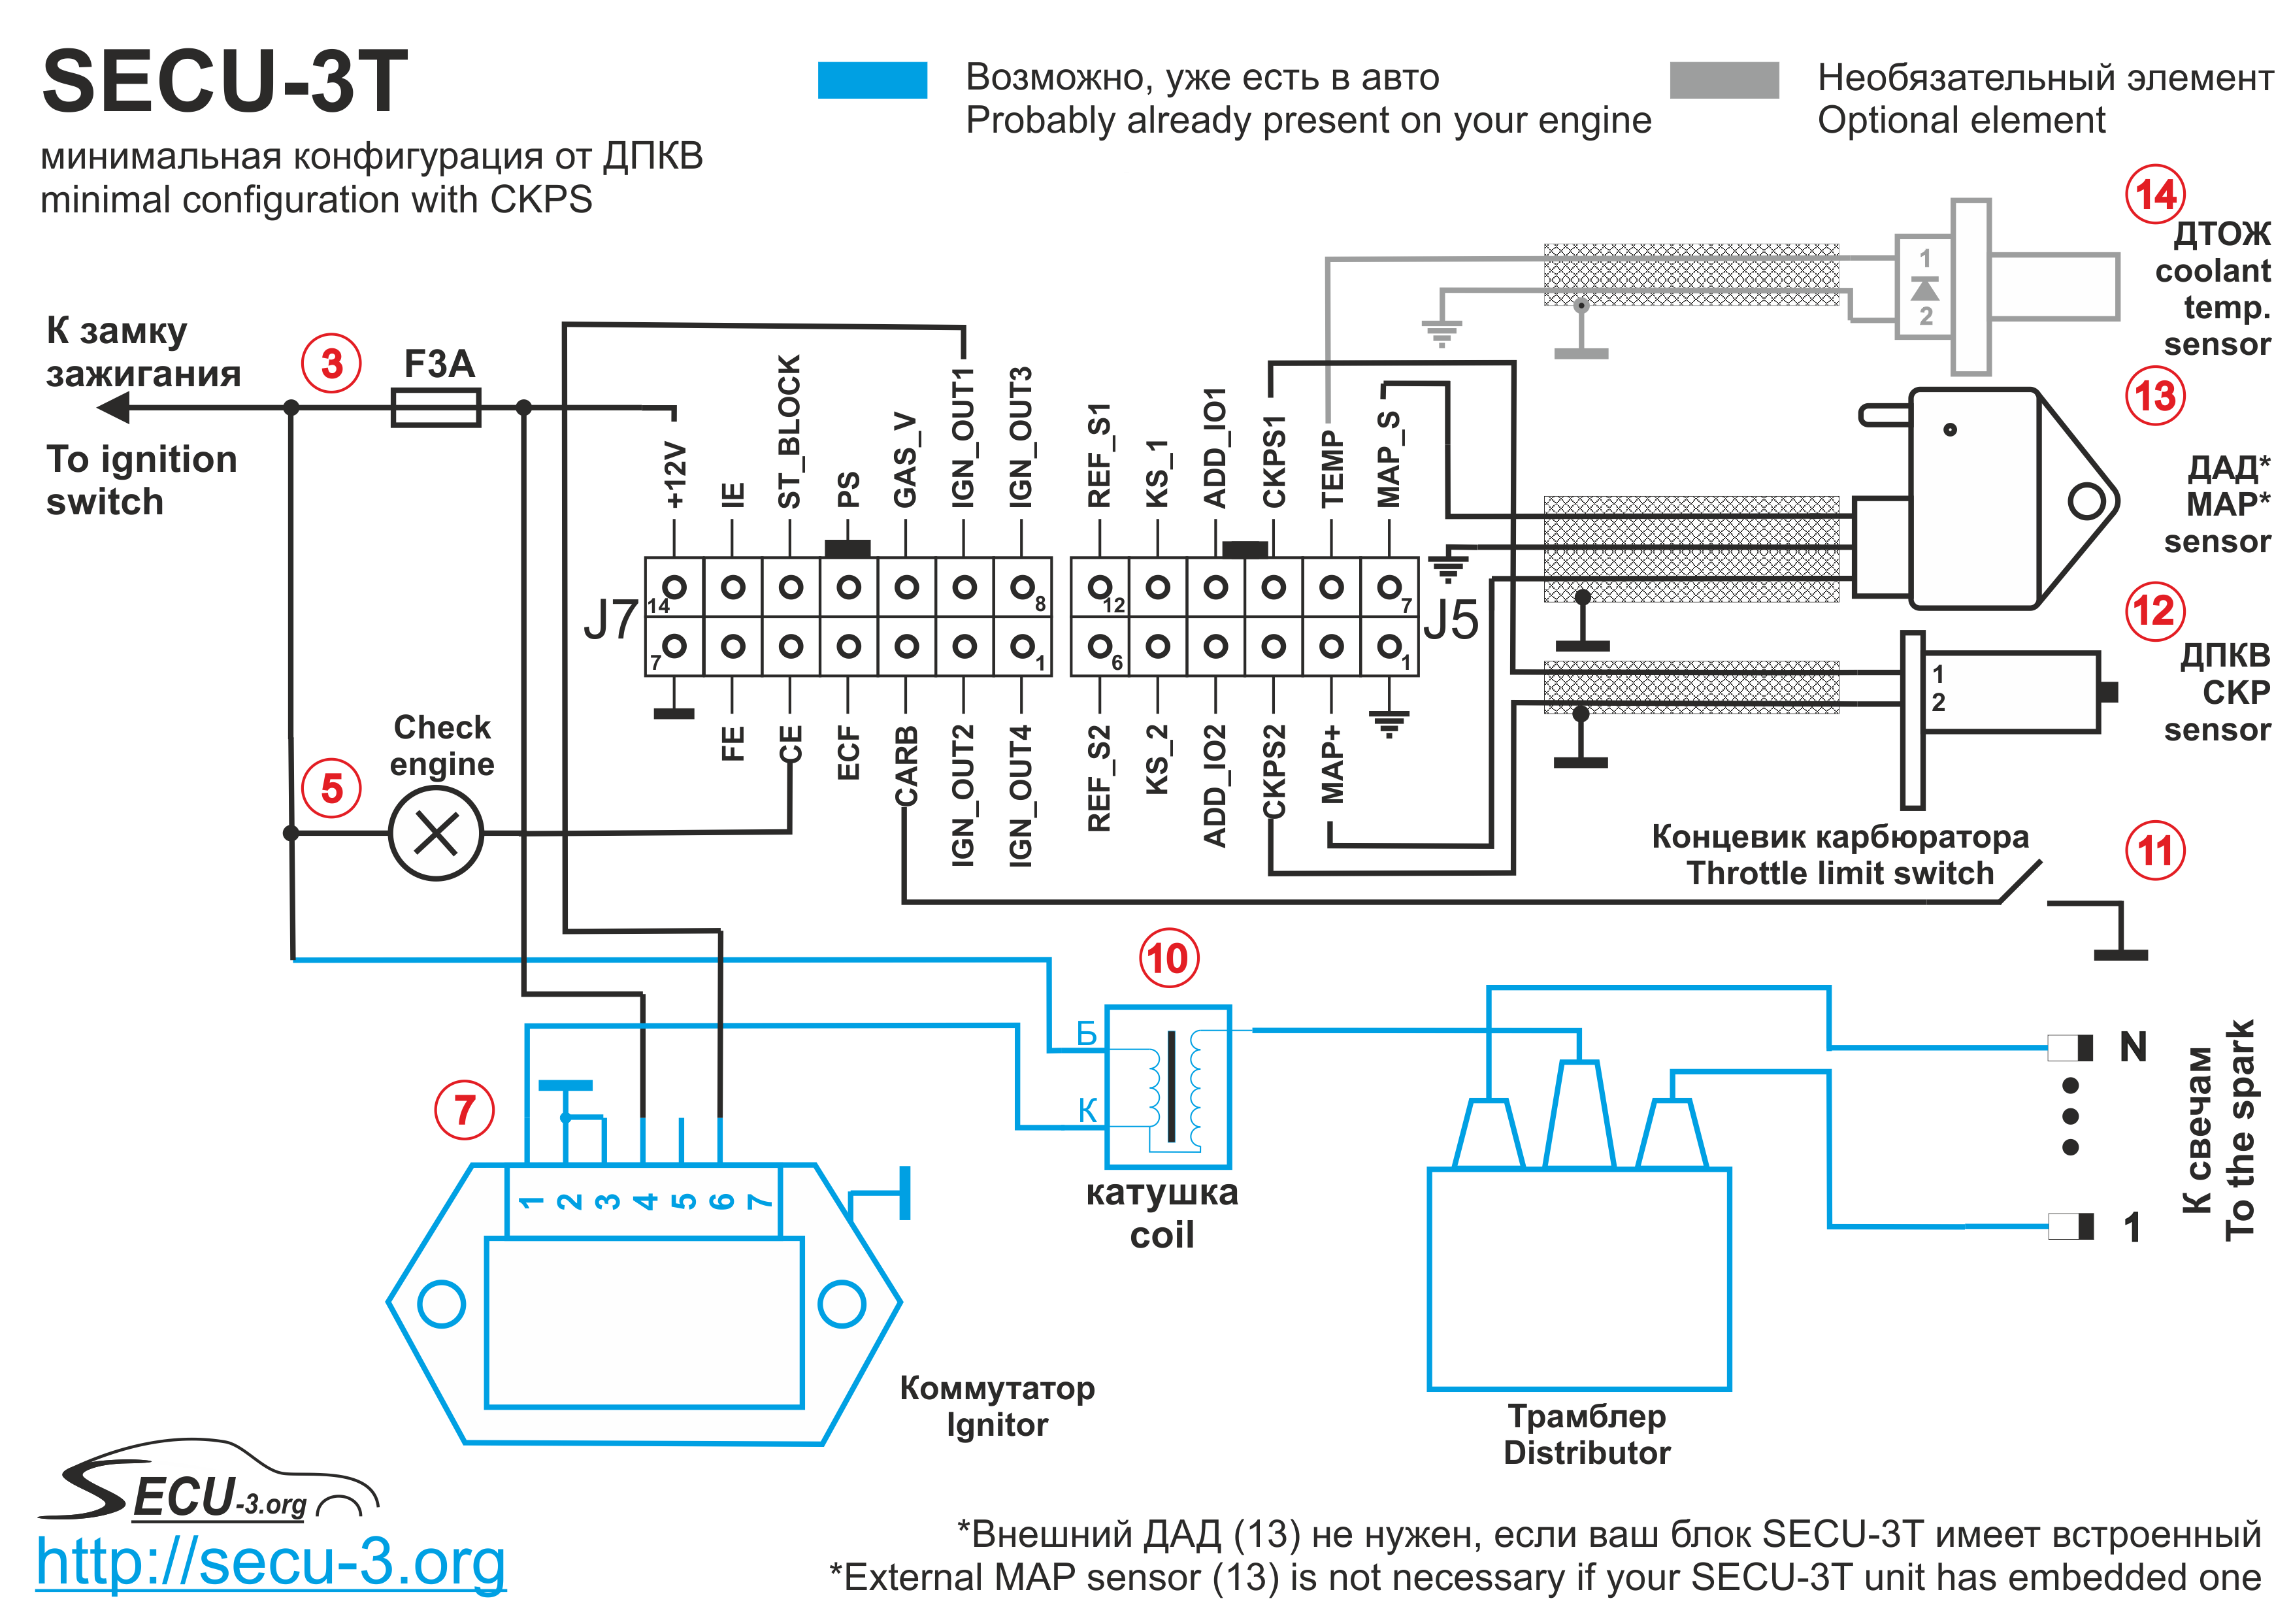 SECU-3T
минимальная конфигурация от ДПКВ
minimal configuration with CKPS
Возможно, уже есть в авто
Probably already present on your engine
Необязательный элемент
Optional element
14
ДТОЖ
coolant
temp.
sensor
1
2
К замку
зажигания
To ignition
switch
3
F3A
+12V
IE
ST_BLOCK
PS
GAS_V
IGN_OUT1
IGN_OUT3
REF_S1
KS_1
ADD_IO1
CKPS1
TEMP
MAP_S
13
ДАД*
MAP*
sensor
J7
14
8
7
1
12
7
6
1
J5
FE
CE
ECF
CARB
IGN_OUT2
IGN_OUT4
REF_S2
KS_2
ADD_IO2
CKPS2
MAP+
12
ДПКВ
CKP
sensor
1
2
Check
engine
5
Концевик карбюратора
Throttle limit switch
11
10
Б
К
катушка
coil
7
1
2
3
4
5
6
7
Коммутатор
Ignitor
Трамблер
Distributor
N
1
К свечам
To the spark
SECU-3.org
http://secu-3.org
*Внешний ДАД (13) не нужен, если ваш блок SECU-3T имеет встроенный
*External MAP sensor (13) is not necessary if your SECU-3T unit has embedded one